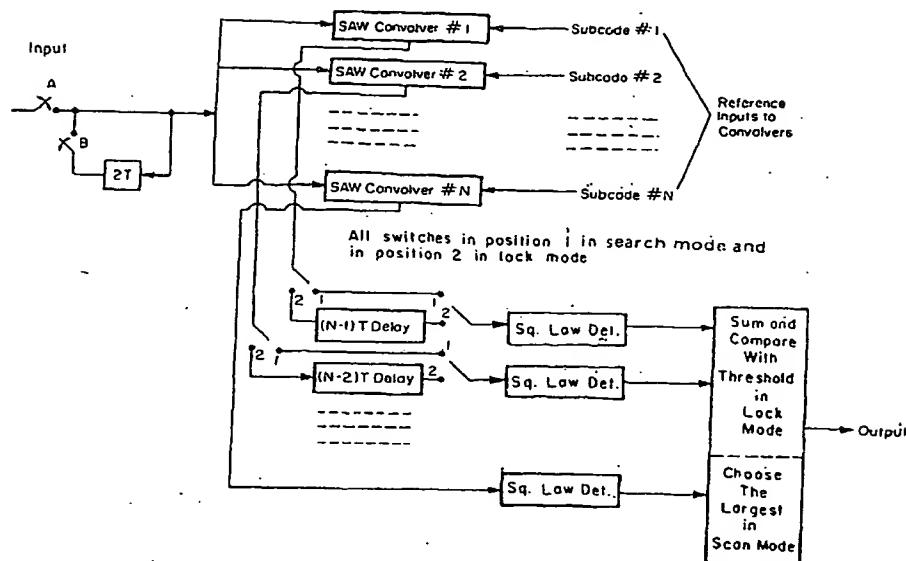 SAW Convolver #1
Subcode #1
Input
A
SAW Convolver #2
Subcado #2
Reference
Inputs to
Convolvers
B
2T
SAW Convolver #N
Subcode #N
All switches in position 1 in search mode and
in position 2 in lock mode
2
1
1
2
(N-1) T Delay
Sq. Law Det.
Sum and
Compare
With
Threshold
in
Lock
Mode
2
1
1
2
(N-2) T Delay
Sq. Law Det.
Output
Sq. Law Det.
Choose
The
Largest
in
Scan Mode